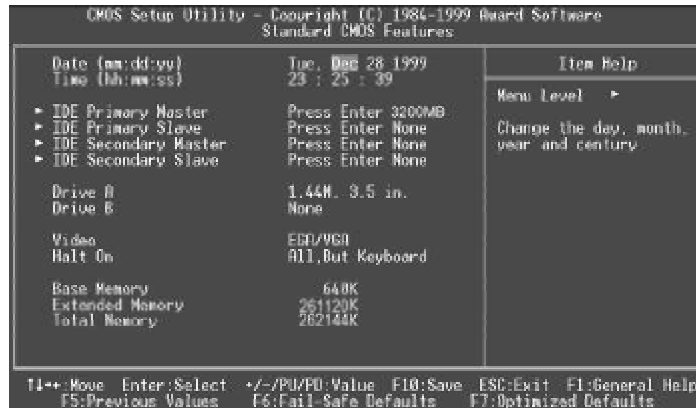 CMOS Setup Utility – Copyright (C) 1984-1999 Award Software
Standard CMOS Features
Date (mm:dd:yy) Tue, Dec 28 1999
Time (hh:mm:ss) 23 : 25 : 39
► IDE Primary Master Press Enter 3200MB
► IDE Primary Slave Press Enter None
► IDE Secondary Master Press Enter None
► IDE Secondary Slave Press Enter None
Drive A 1.44M, 3.5 in.
Drive B None
Video EGA/VGA
Halt On All,But Keyboard
Base Memory 640K
Extended Memory 261120K
Total Memory 262144K
Item Help
Menu Level ►
Change the day, month,
year and century
↑↓→←:Move Enter:Select +/-/PU/PD:Value F10:Save ESC:Exit F1:General Help
F5:Previous Values F6:Fail-Safe Defaults F7:Optimized Defaults